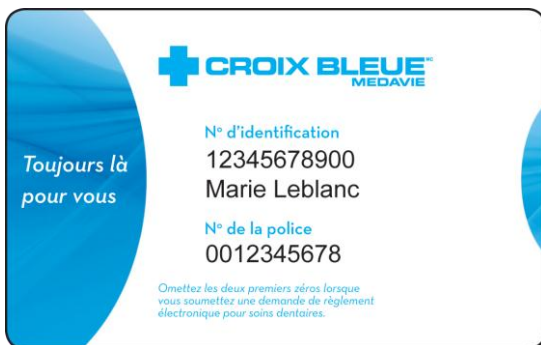 CROIX BLEUE MC
MEDAVIE
Toujours là
pour vous
Nº d'identification
12345678900
Marie Leblanc
Nº de la police
0012345678
Omettez les deux premiers zéros lorsque
vous soumettez une demande de règlement
électronique pour soins dentaires.